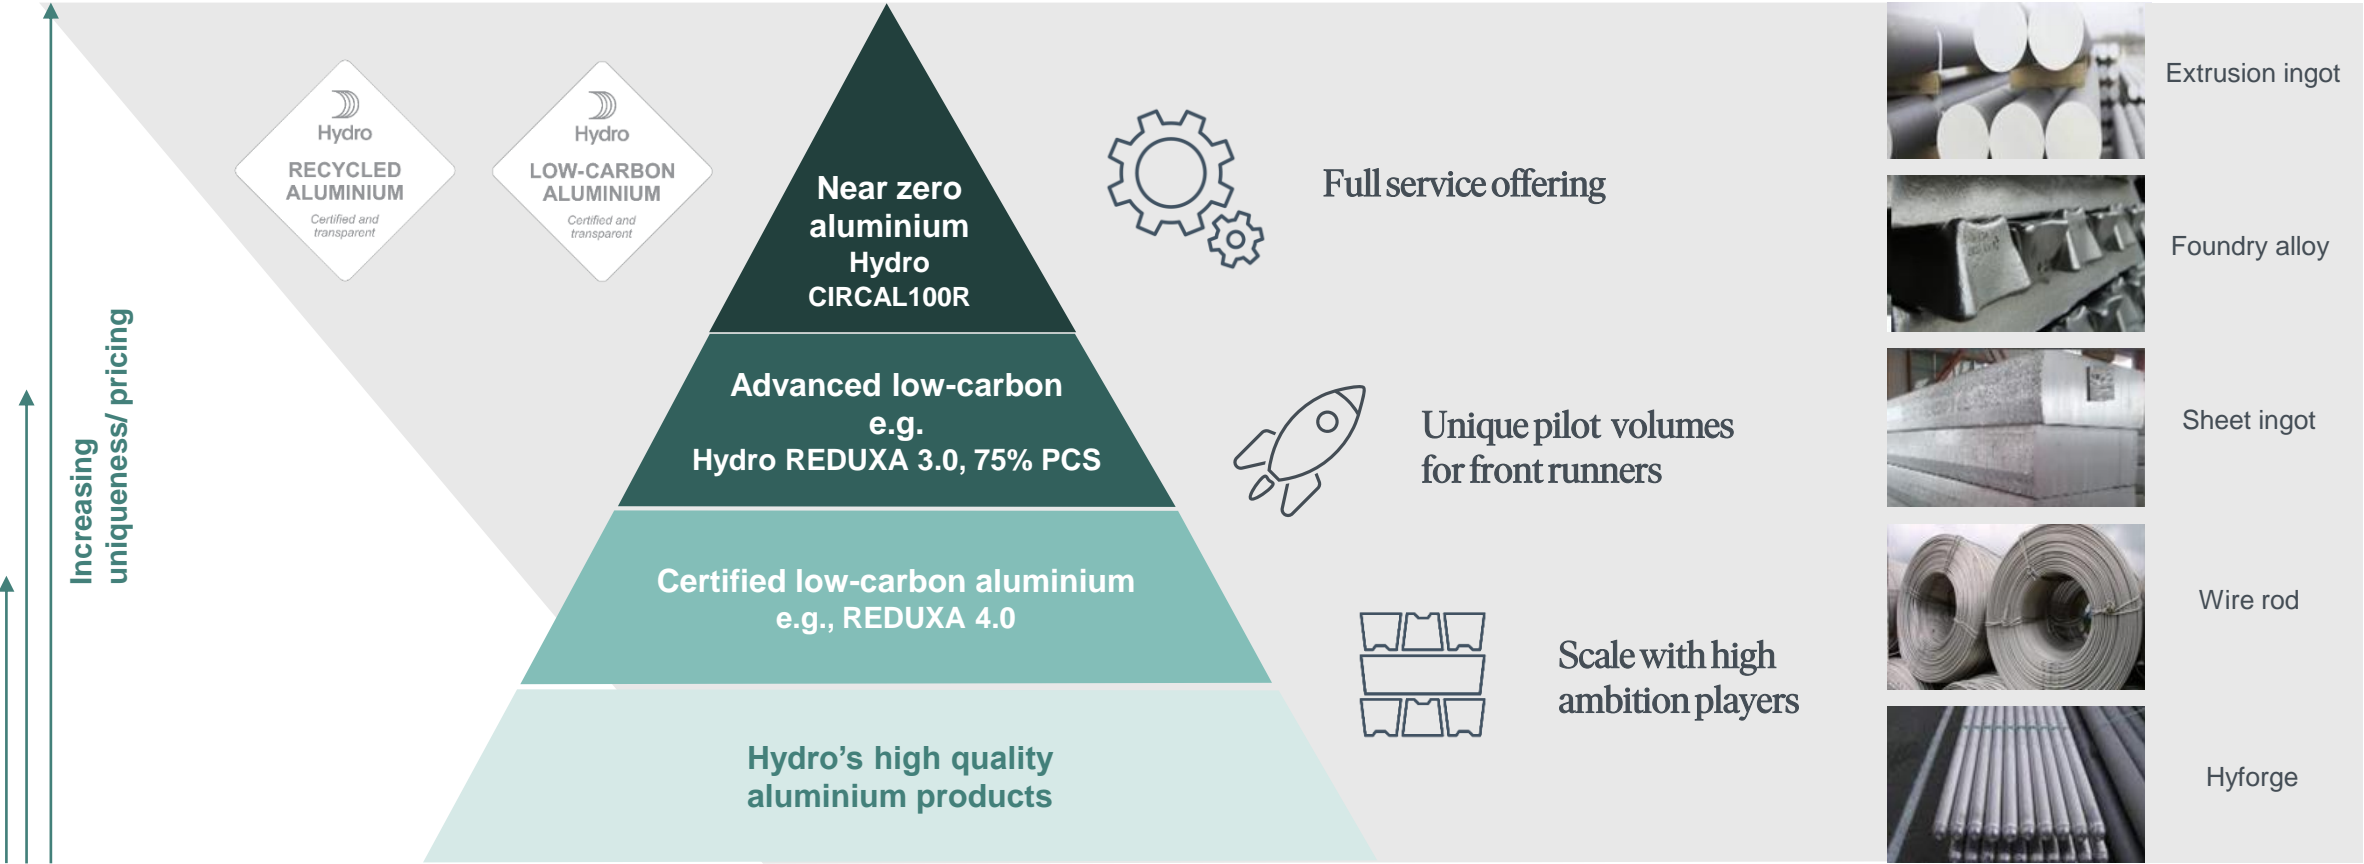 Increasing
uniqueness/ pricing
Hydro
RECYCLED
ALUMINIUM
Certified and
transparent
Hydro
LOW-CARBON
ALUMINIUM
Certified and
transparent
Near zero
aluminium
Hydro
CIRCAL100R
Advanced low-carbon
e.g.
Hydro REDUXA 3.0, 75% PCS
Certified low-carbon aluminium
e.g., REDUXA 4.0
Hydro’s high quality
aluminium products
Full service offering
Unique pilot volumes
for front runners
Scale with high
ambition players
Extrusion ingot
Foundry alloy
Sheet ingot
Wire rod
Hyforge